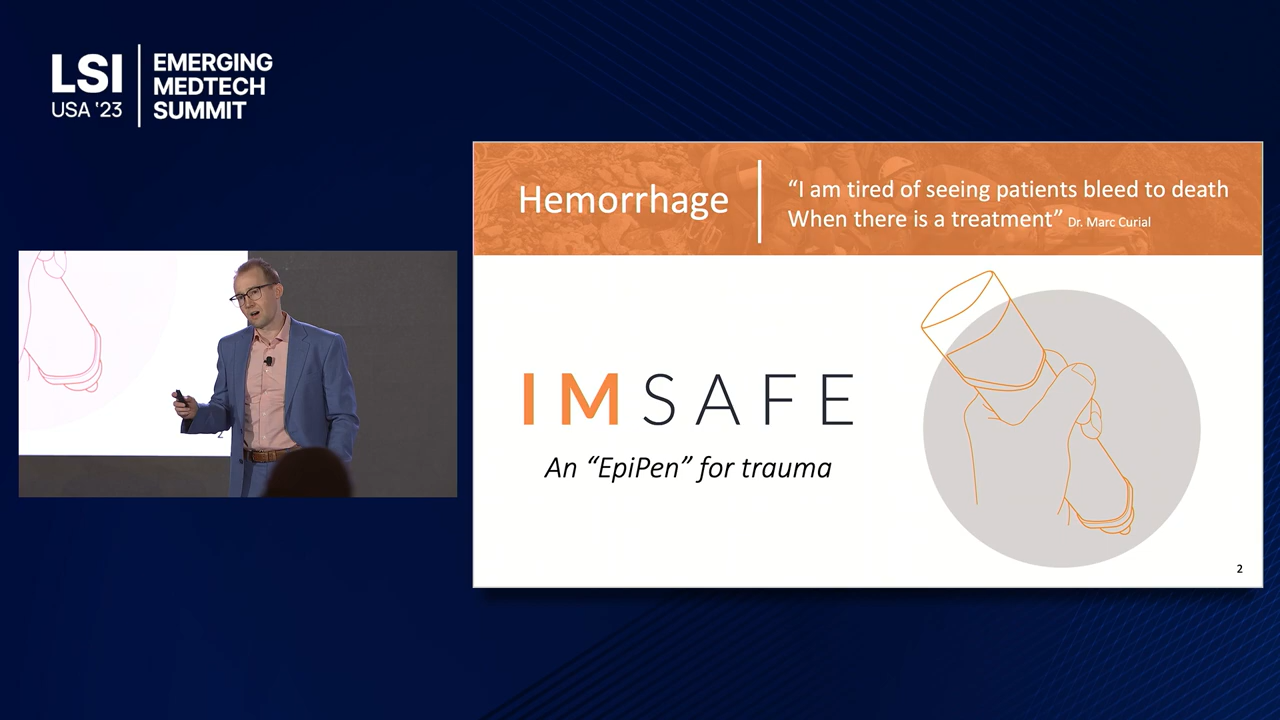 LSI
USA '23
EMERGING
MEDTECH
SUMMIT
Hemorrhage
“I am tired of seeing patients bleed to death
When there is a treatment” Dr. Marc Curial
IMSAFE
An “EpiPen” for trauma
2
2